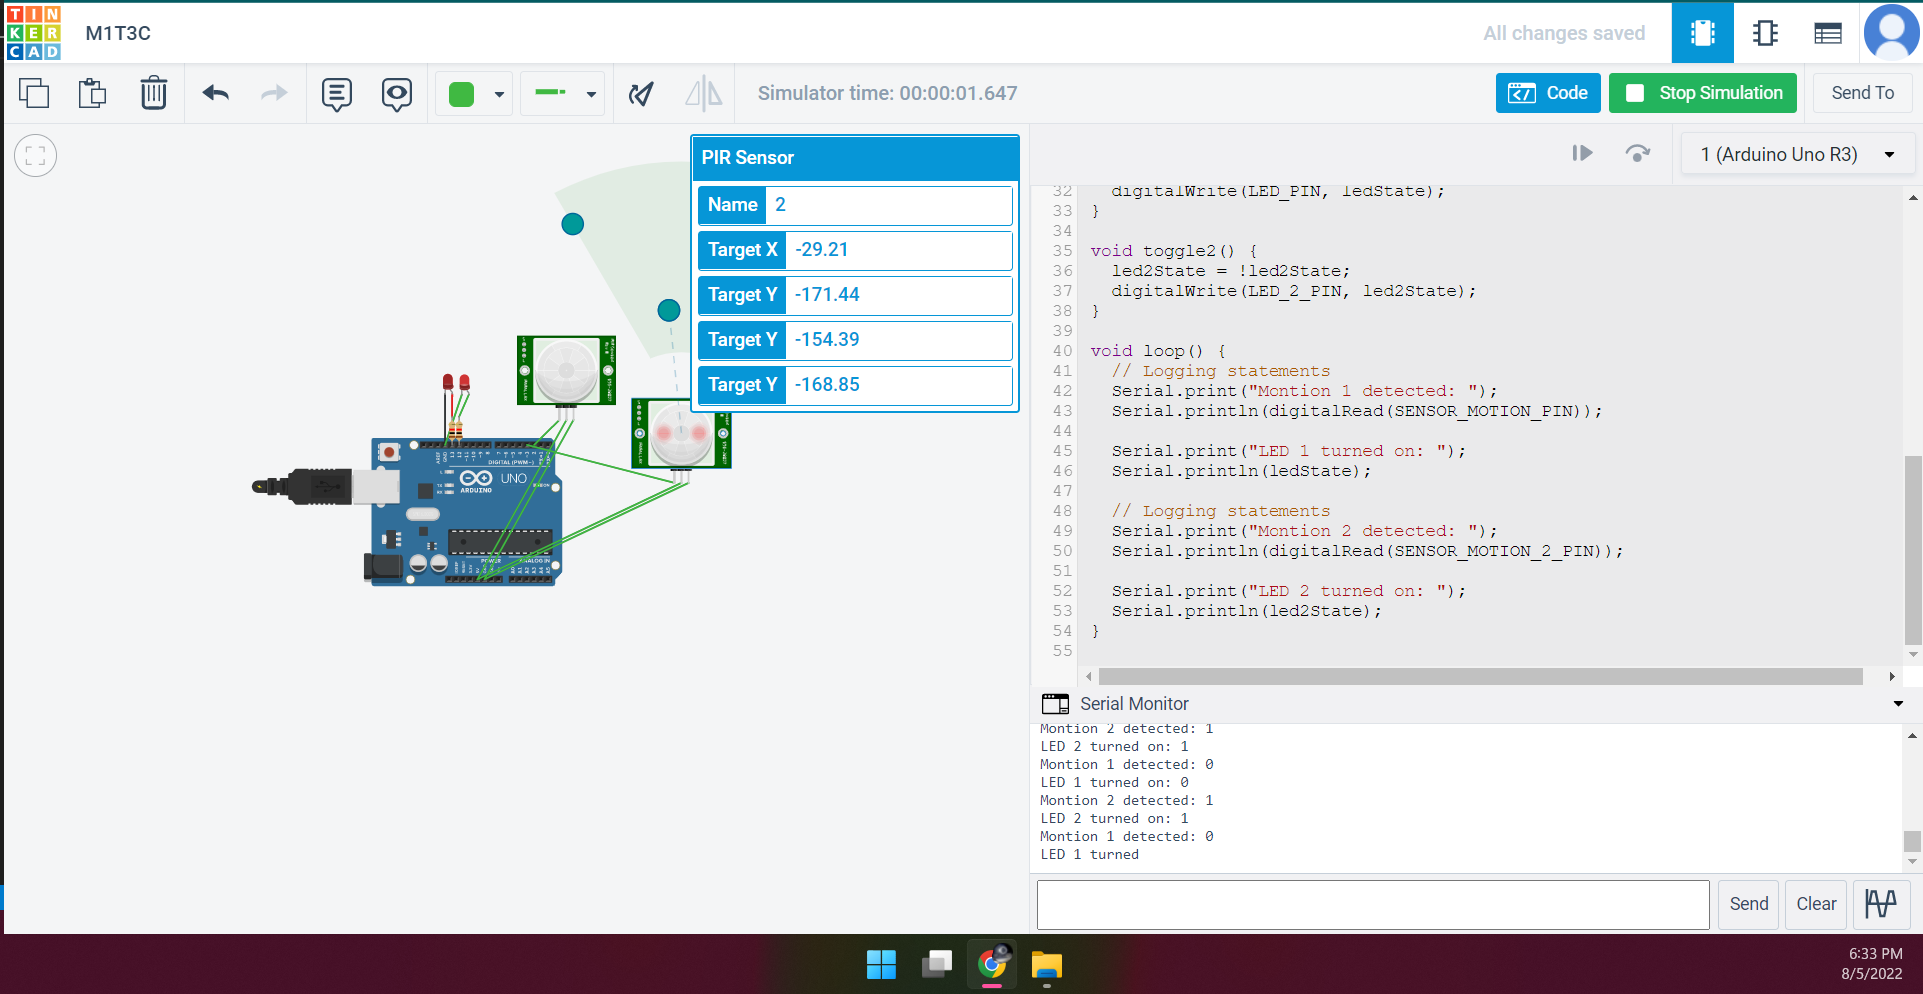 TIN
KER
CAD
M1T3C
All changes saved
Simulator time: 00:00:01.647
Code
Stop Simulation
Send To
PIR Sensor
Name 2
Target X -29.21
Target Y -171.44
Target Y -154.39
Target Y -168.85
DIGITAL (PWM~)
UNO
ARDUINO
POWER
ANALOG IN
1 (Arduino Uno R3)
32 digitalWrite(LED_PIN, ledState);
33 }
34
35 void toggle2() {
36 led2State = !led2State;
37 digitalWrite(LED_2_PIN, led2State);
38 }
39
40 void loop() {
41 // Logging statements
42 Serial.print("Montion 1 detected: ");
43 Serial.println(digitalRead(SENSOR_MOTION_PIN));
44
45 Serial.print("LED 1 turned on: ");
46 Serial.println(ledState);
47
48 // Logging statements
49 Serial.print("Montion 2 detected: ");
50 Serial.println(digitalRead(SENSOR_MOTION_2_PIN));
51
52 Serial.print("LED 2 turned on: ");
53 Serial.println(led2State);
54 }
55
Serial Monitor
Montion 2 detected: 1
LED 2 turned on: 1
Montion 1 detected: 0
LED 1 turned on: 0
Montion 2 detected: 1
LED 2 turned on: 1
Montion 1 detected: 0
LED 1 turned
Send
Clear
6:33 PM
8/5/2022